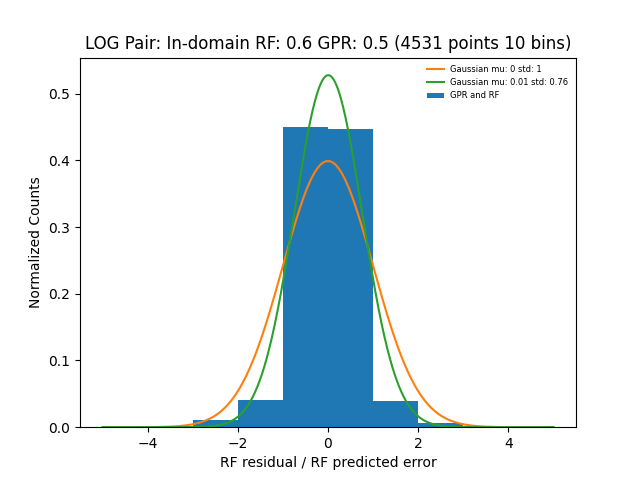 LOG Pair: In-domain RF: 0.6 GPR: 0.5 (4531 points 10 bins)
Gaussian mu: 0 std: 1
Gaussian mu: 0.01 std: 0.76
GPR and RF
Normalized Counts
0.5
0.4
0.3
0.2
0.1
0.0
−4 −2 0 2 4
RF residual / RF predicted error